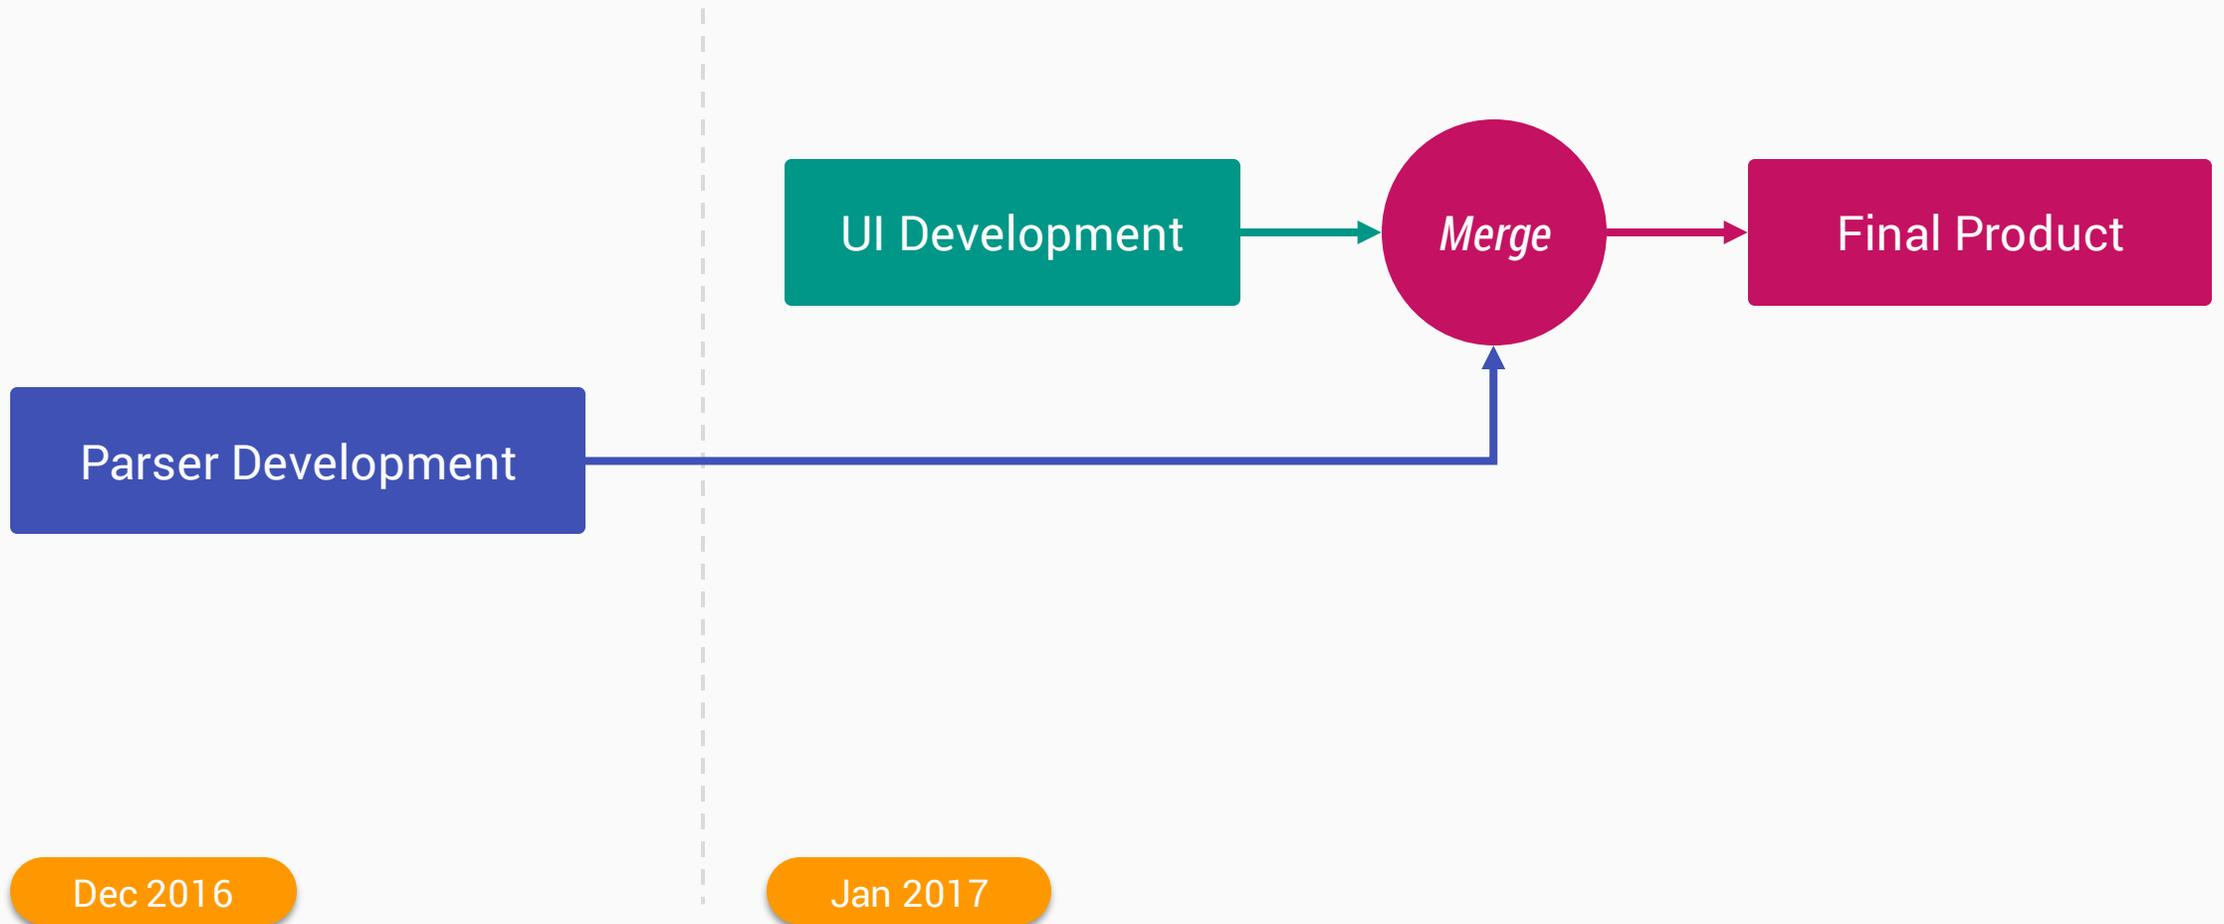 UI Development
Merge
Final Product
Parser Development
Dec 2016
Jan 2017